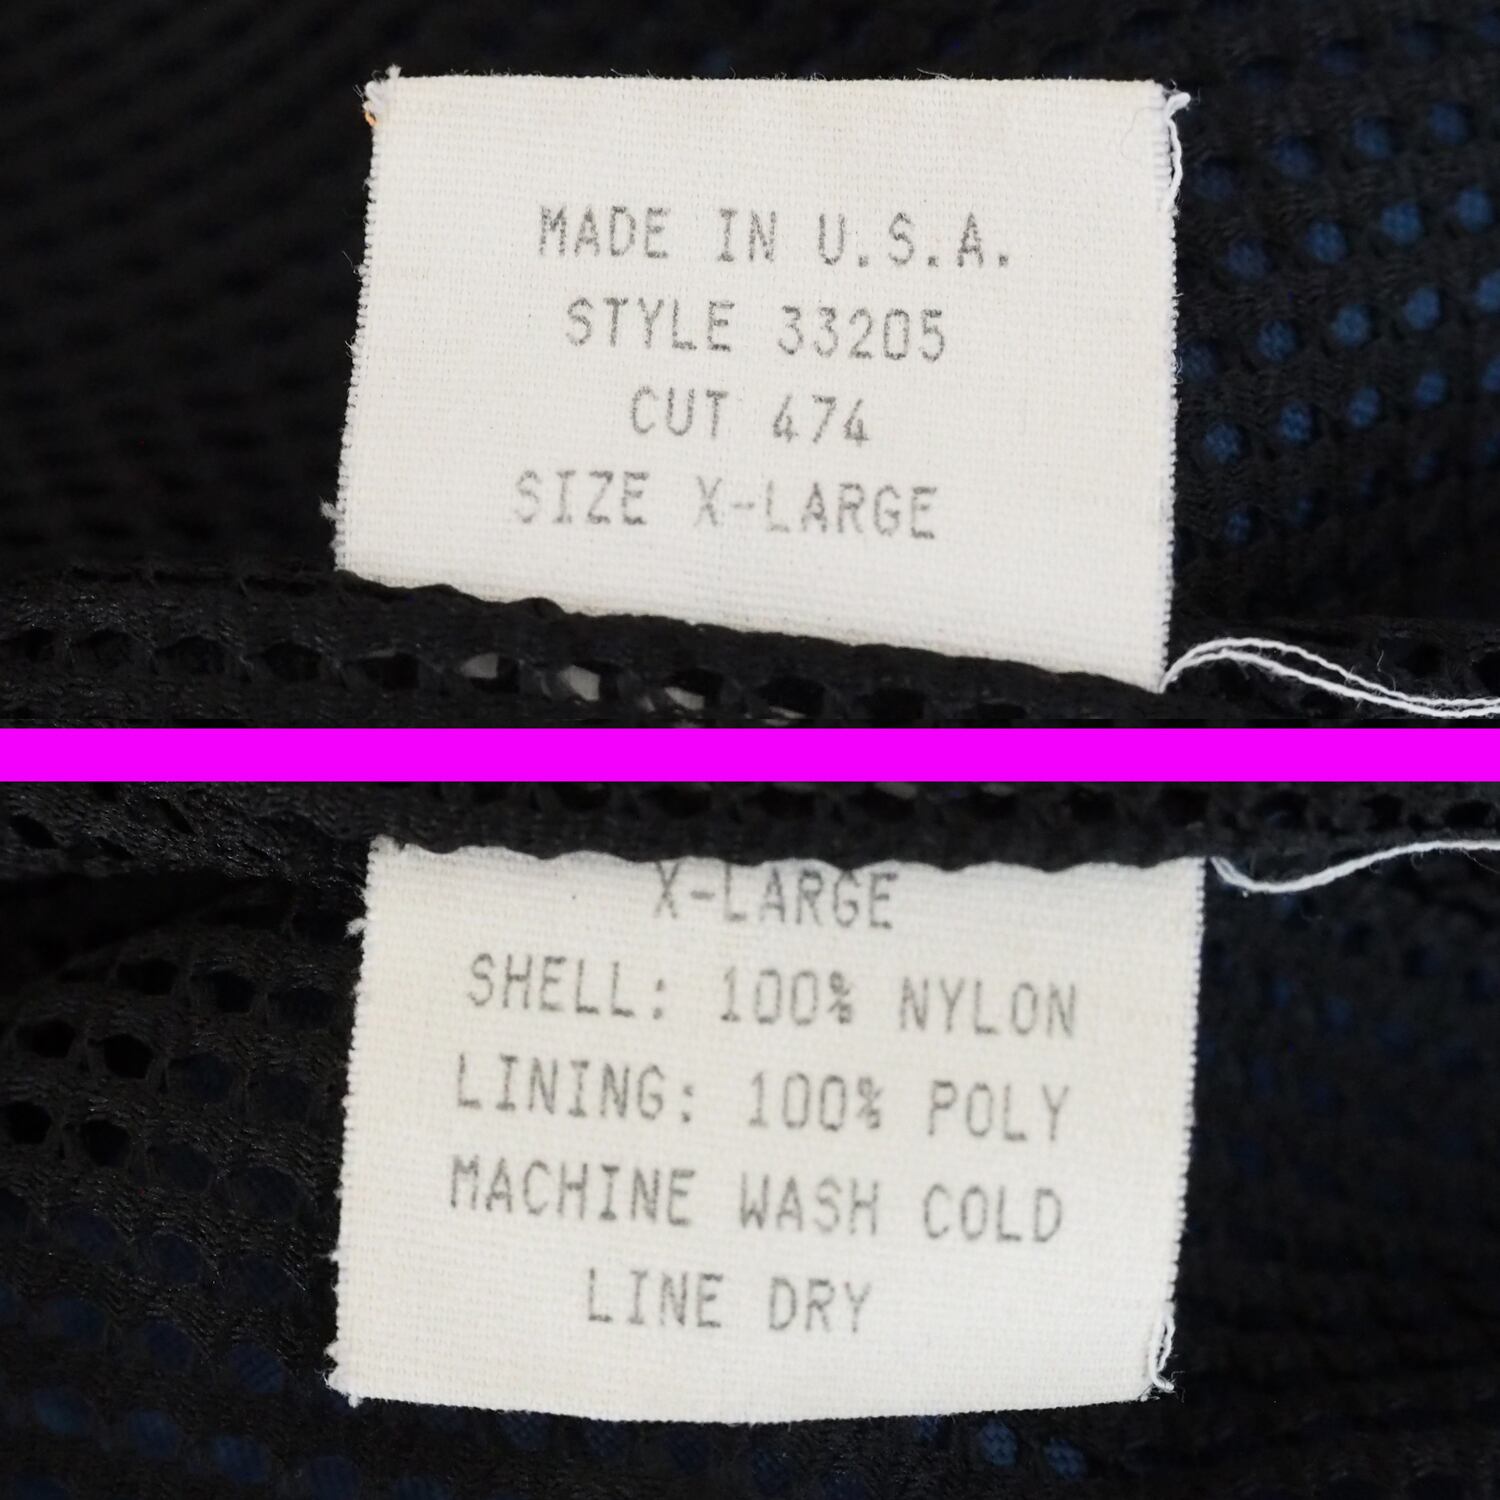 MADE IN U.S.A.
STYLE 33205
CUT 474
SIZE X-LARGE
X-LARGE
SHELL: 100% NYLON
LINING: 100% POLY
MACHINE WASH COLD
LINE DRY